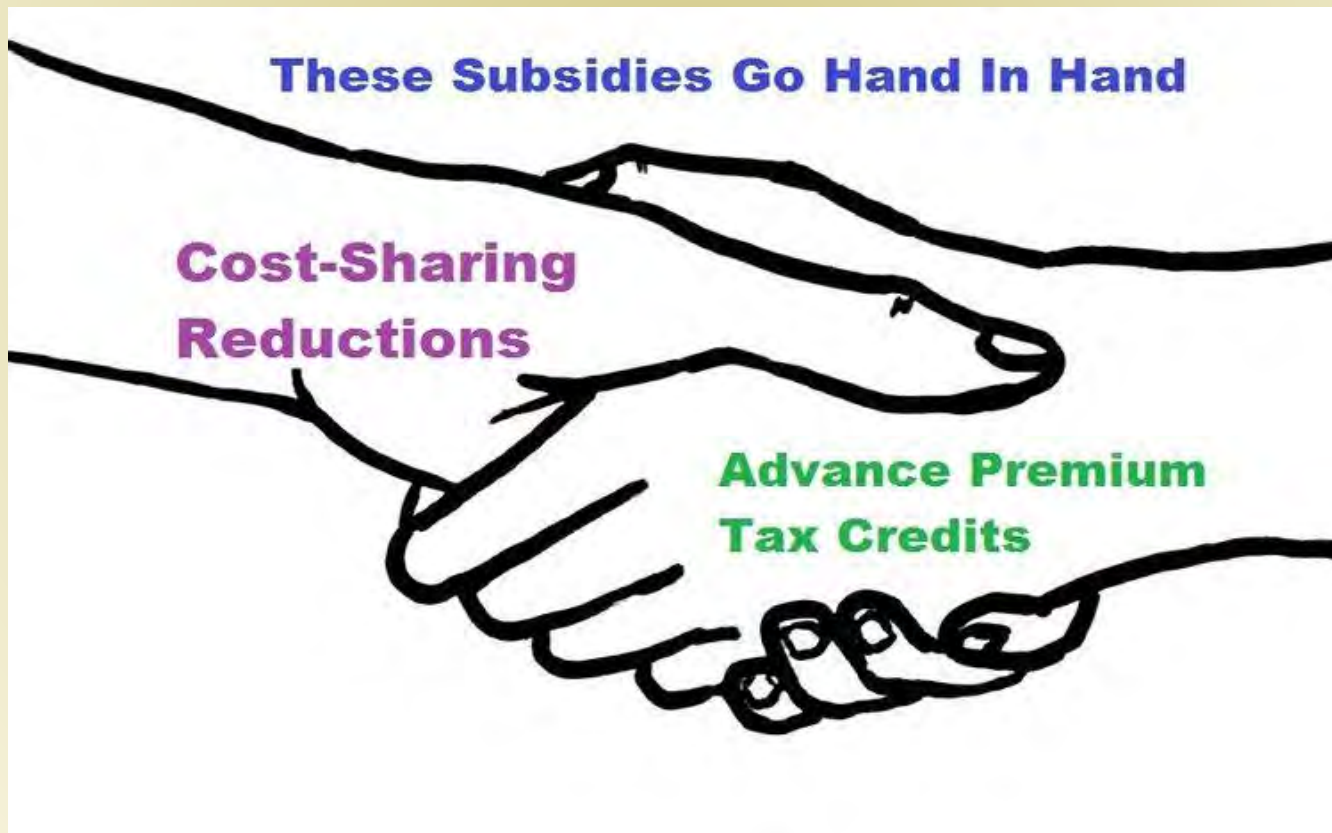 These Subsidies Go Hand In Hand
Cost-Sharing
Reductions
Advance Premium
Tax Credits